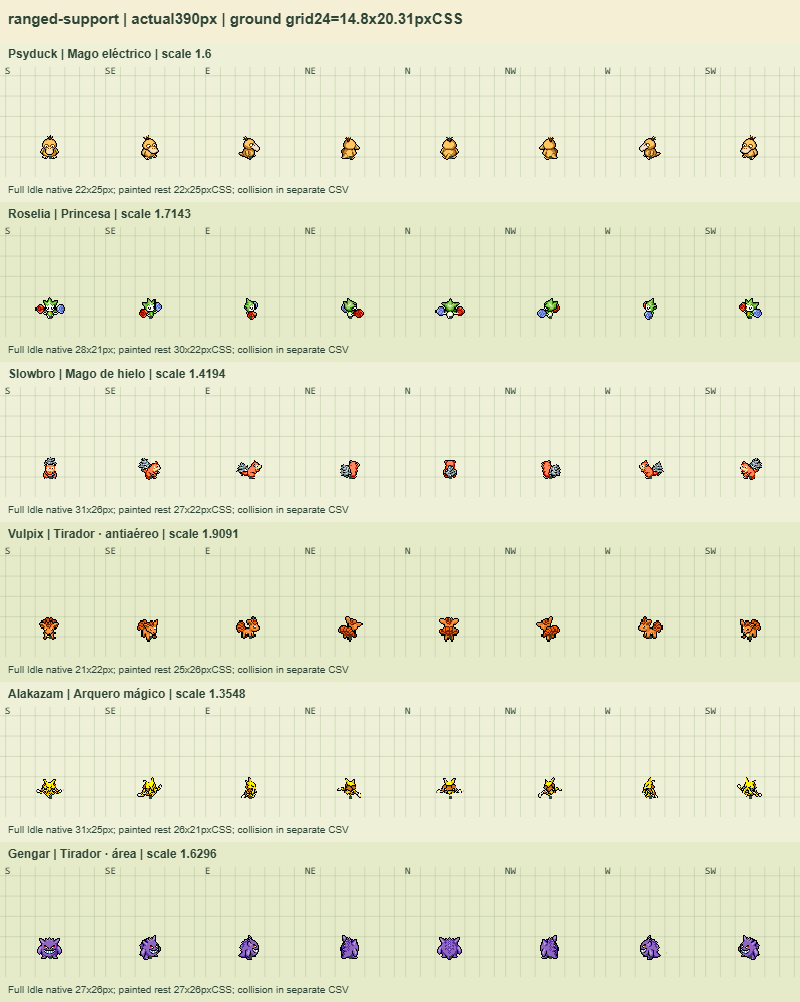 ranged-support | actual390px | ground grid24=14.8x20.31pxCSS
Psyduck | Mago eléctrico | scale 1.6
S SE E NE N NW W SW
Full Idle native 22x25px; painted rest 22x25pxCSS; collision in separate CSV
Roselia | Princesa | scale 1.7143
S SE E NE N NW W SW
Full Idle native 28x21px; painted rest 30x22pxCSS; collision in separate CSV
Slowbro | Mago de hielo | scale 1.4194
S SE E NE N NW W SW
Full Idle native 31x26px; painted rest 27x22pxCSS; collision in separate CSV
Vulpix | Tirador · antiaéreo | scale 1.9091
S SE E NE N NW W SW
Full Idle native 21x22px; painted rest 25x26pxCSS; collision in separate CSV
Alakazam | Arquero mágico | scale 1.3548
S SE E NE N NW W SW
Full Idle native 31x25px; painted rest 26x21pxCSS; collision in separate CSV
Gengar | Tirador · área | scale 1.6296
S SE E NE N NW W SW
Full Idle native 27x26px; painted rest 27x26pxCSS; collision in separate CSV